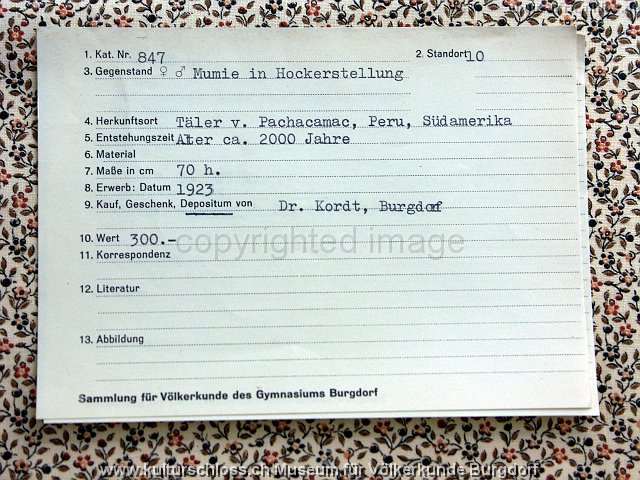 1. Kat. Nr. 847 2. Standort 10
3. Gegenstand ♀ ♂ Mumie in Hockerstellung
4. Herkunftsort Täler v. Pachacamac, Peru, Südamerika
5. Entstehungszeit Alter ca. 2000 Jahre
6. Material
7. Maße in cm 70 h.
8. Erwerb: Datum 1923
9. Kauf, Geschenk, Depositum von Dr. Kordt, Burgdorf
10. Wert 300.-
copyrighted image
11. Korrespondenz
12. Literatur
13. Abbildung
Sammlung für Völkerkunde des Gymnasiums Burgdorf
www.kulturschloss.ch Museum für Völkerkunde Burgdorf